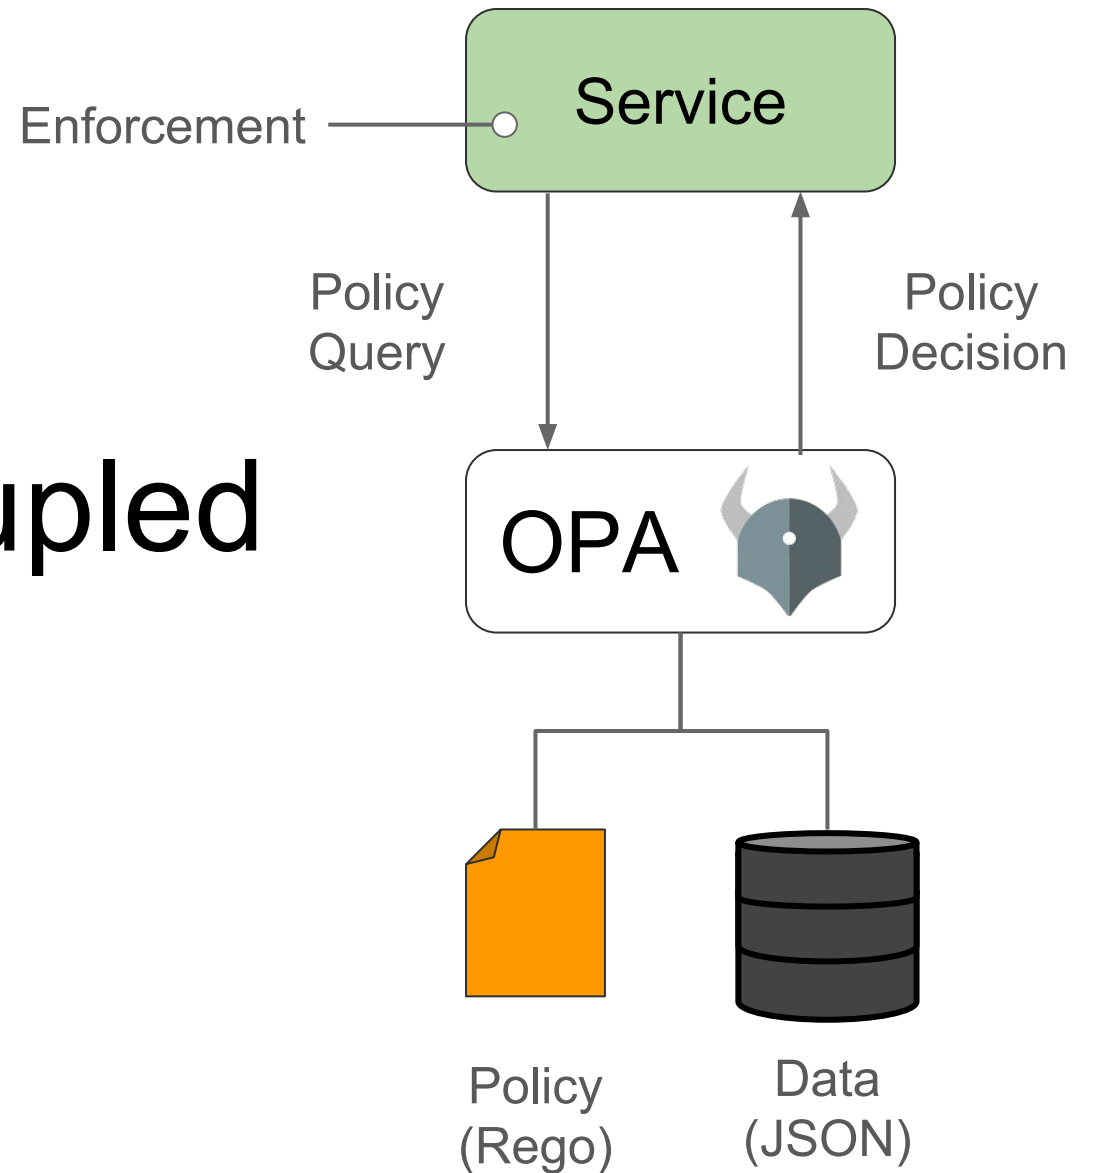 Service
Enforcement
Policy
Query
Policy
Decision
upled
OPA
Policy
(Rego)
Data
(JSON)